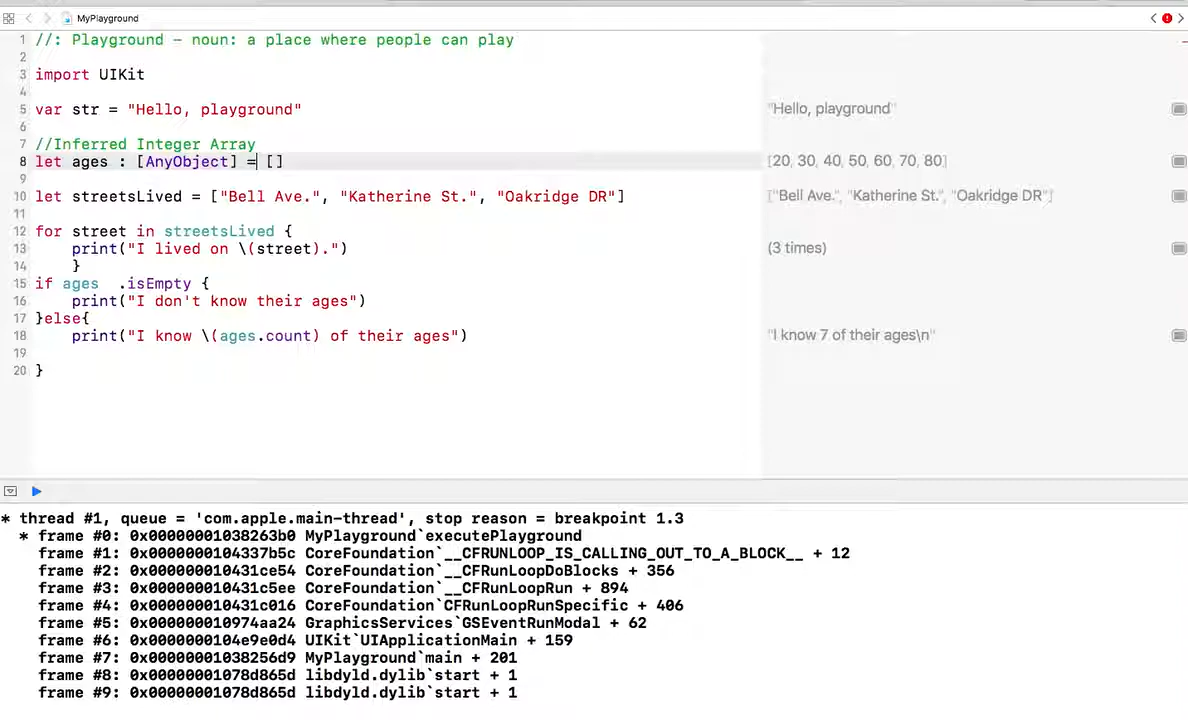 MyPlayground
1 //: Playground - noun: a place where people can play
2
3 import UIKit
4
5 var str = "Hello, playground" "Hello, playground"
6
7 //Inferred Integer Array
8 let ages : [AnyObject] = [] [20, 30, 40, 50, 60, 70, 80]
9
10 let streetsLived = ["Bell Ave.", "Katherine St.", "Oakridge DR"] ["Bell Ave.", "Katherine St.", "Oakridge DR"]
11
12 for street in streetsLived {
13 print("I lived on \(street).") (3 times)
14 }
15 if ages .isEmpty {
16 print("I don't know their ages")
17 }else{
18 print("I know \(ages.count) of their ages") "I know 7 of their ages\n"
19
20 }
* thread #1, queue = 'com.apple.main-thread', stop reason = breakpoint 1.3
* frame #0: 0x00000001038263b0 MyPlayground`executePlayground
frame #1: 0x0000000104337b5c CoreFoundation`__CFRUNLOOP_IS_CALLING_OUT_TO_A_BLOCK__ + 12
frame #2: 0x000000010431ce54 CoreFoundation`__CFRunLoopDoBlocks + 356
frame #3: 0x000000010431c5ee CoreFoundation`__CFRunLoopRun + 894
frame #4: 0x000000010431c016 CoreFoundation`CFRunLoopRunSpecific + 406
frame #5: 0x000000010974aa24 GraphicsServices`GSEventRunModal + 62
frame #6: 0x0000000104e9e0d4 UIKit`UIApplicationMain + 159
frame #7: 0x00000001038256d9 MyPlayground`main + 201
frame #8: 0x00000001078d865d libdyld.dylib`start + 1
frame #9: 0x00000001078d865d libdyld.dylib`start + 1